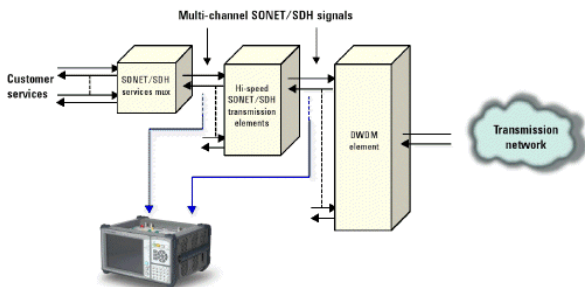 Multi-channel SONET/SDH signals
Customer
services
SONET/SDH
services mux
Hi-speed
SONET/SDH
transmission
elements
DWDM
element
Transmission
network